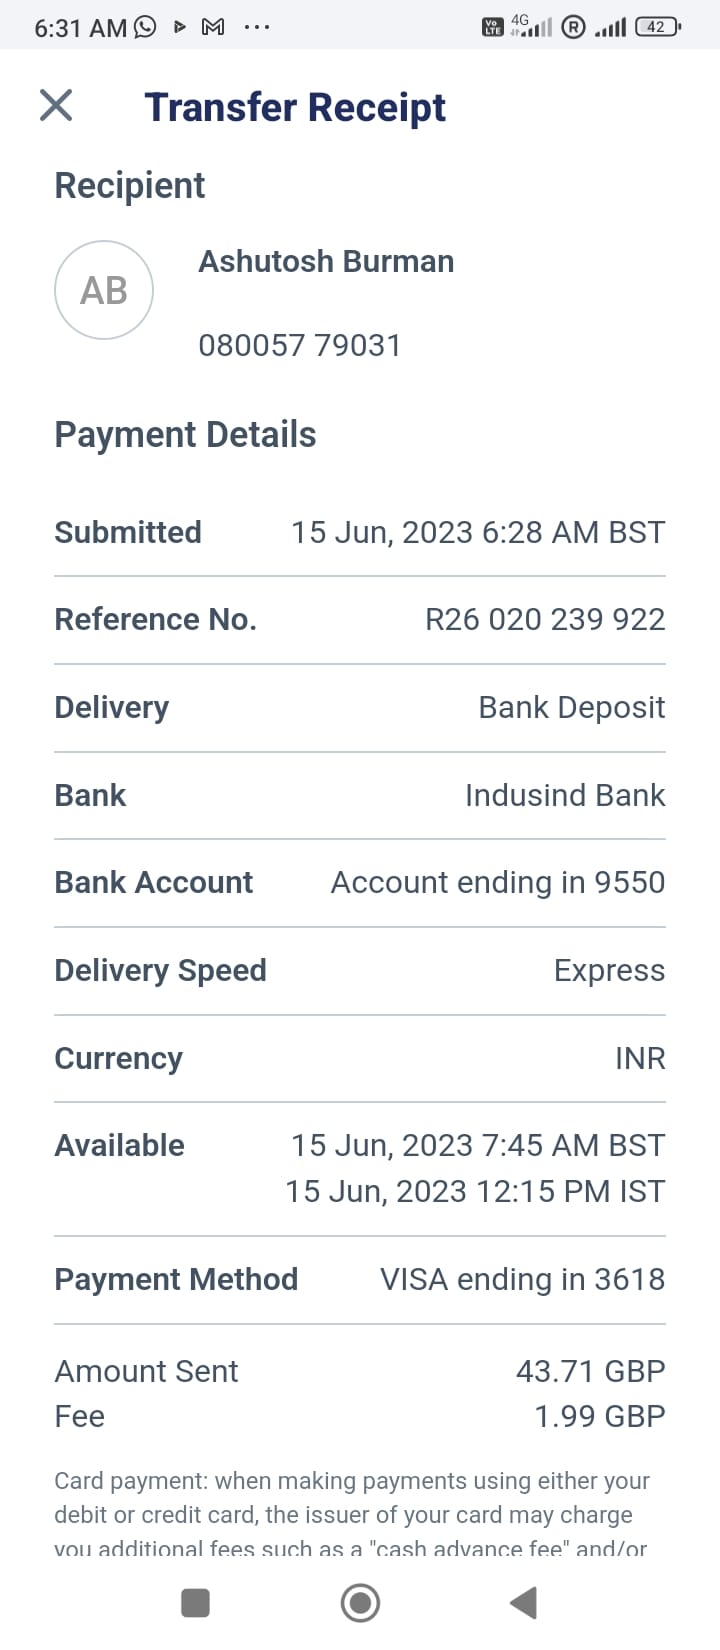 6:31 AM
Vo LTE 4G R 42
Transfer Receipt
Recipient
AB
Ashutosh Burman
080057 79031
Payment Details
Submitted 15 Jun, 2023 6:28 AM BST
Reference No. R26 020 239 922
Delivery Bank Deposit
Bank Indusind Bank
Bank Account Account ending in 9550
Delivery Speed Express
Currency INR
Available 15 Jun, 2023 7:45 AM BST
15 Jun, 2023 12:15 PM IST
Payment Method VISA ending in 3618
Amount Sent 43.71 GBP
Fee 1.99 GBP
Card payment: when making payments using either your
debit or credit card, the issuer of your card may charge
you additional fees such as a "cash advance fee" and/or